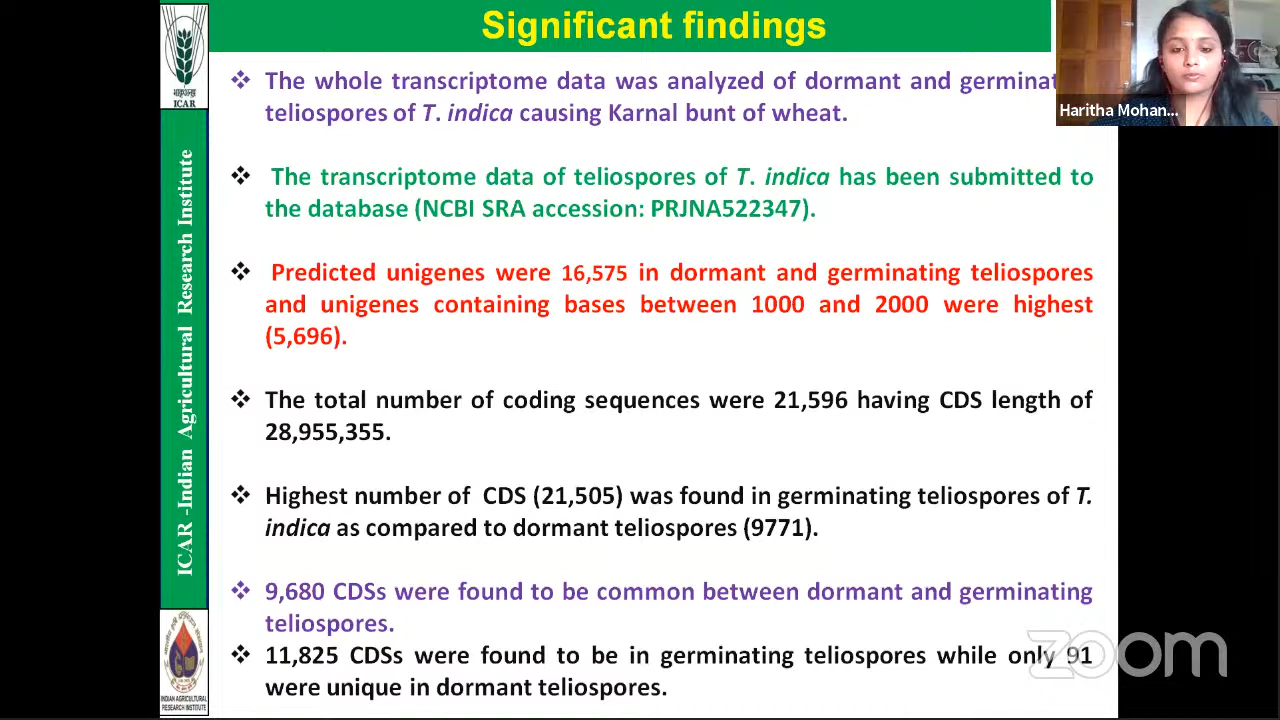 Significant findings
❖ The whole transcriptome data was analyzed of dormant and germinat
teliospores of T. indica causing Karnal bunt of wheat.
❖ The transcriptome data of teliospores of T. indica has been submitted to
the database (NCBI SRA accession: PRJNA522347).
❖ Predicted unigenes were 16,575 in dormant and germinating teliospores
and unigenes containing bases between 1000 and 2000 were highest
(5,696).
❖ The total number of coding sequences were 21,596 having CDS length of
28,955,355.
❖ Highest number of CDS (21,505) was found in germinating teliospores of T.
indica as compared to dormant teliospores (9771).
❖ 9,680 CDSs were found to be common between dormant and germinating
teliospores.
❖ 11,825 CDSs were found to be in germinating teliospores while only 91
were unique in dormant teliospores.
भाकृअनुप
ICAR
ICAR -Indian Agricultural Research Institute
INDIAN AGRICULTURAL
RESEARCH INSTITUTE
Haritha Mohan...
zoom